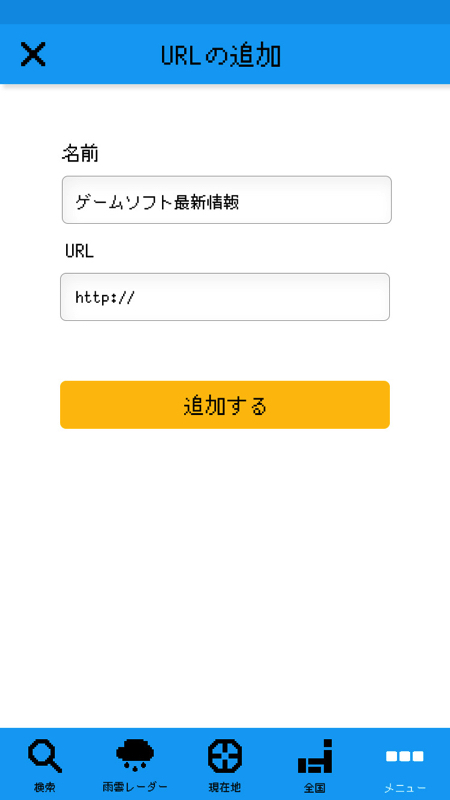 URLの追加
名前
ゲームソフト最新情報
URL
http://
追加する
検索
雨雲レーダー
現在地
全国
メニュー